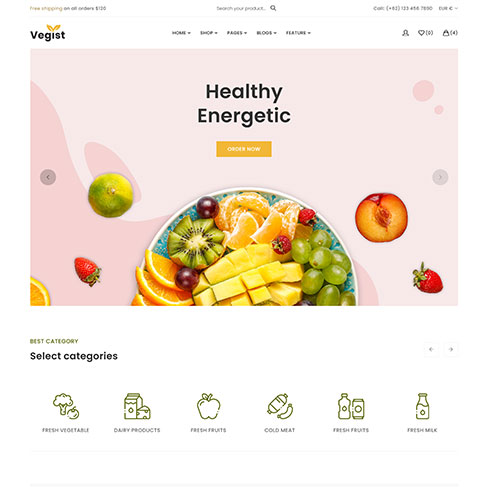 Free shipping on all orders $120
Search your product..
Call: (+62) 123 456 7890
EUR €
Vegist
HOME
SHOP
PAGES
BLOGS
FEATURE
(0)
(4)
Healthy
Energetic
ORDER NOW
BEST CATEGORY
Select categories
FRESH VEGETABLE
DAIRY PRODUCTS
FRESH FRUITS
COLD MEAT
FRESH FRUITS
FRESH MILK